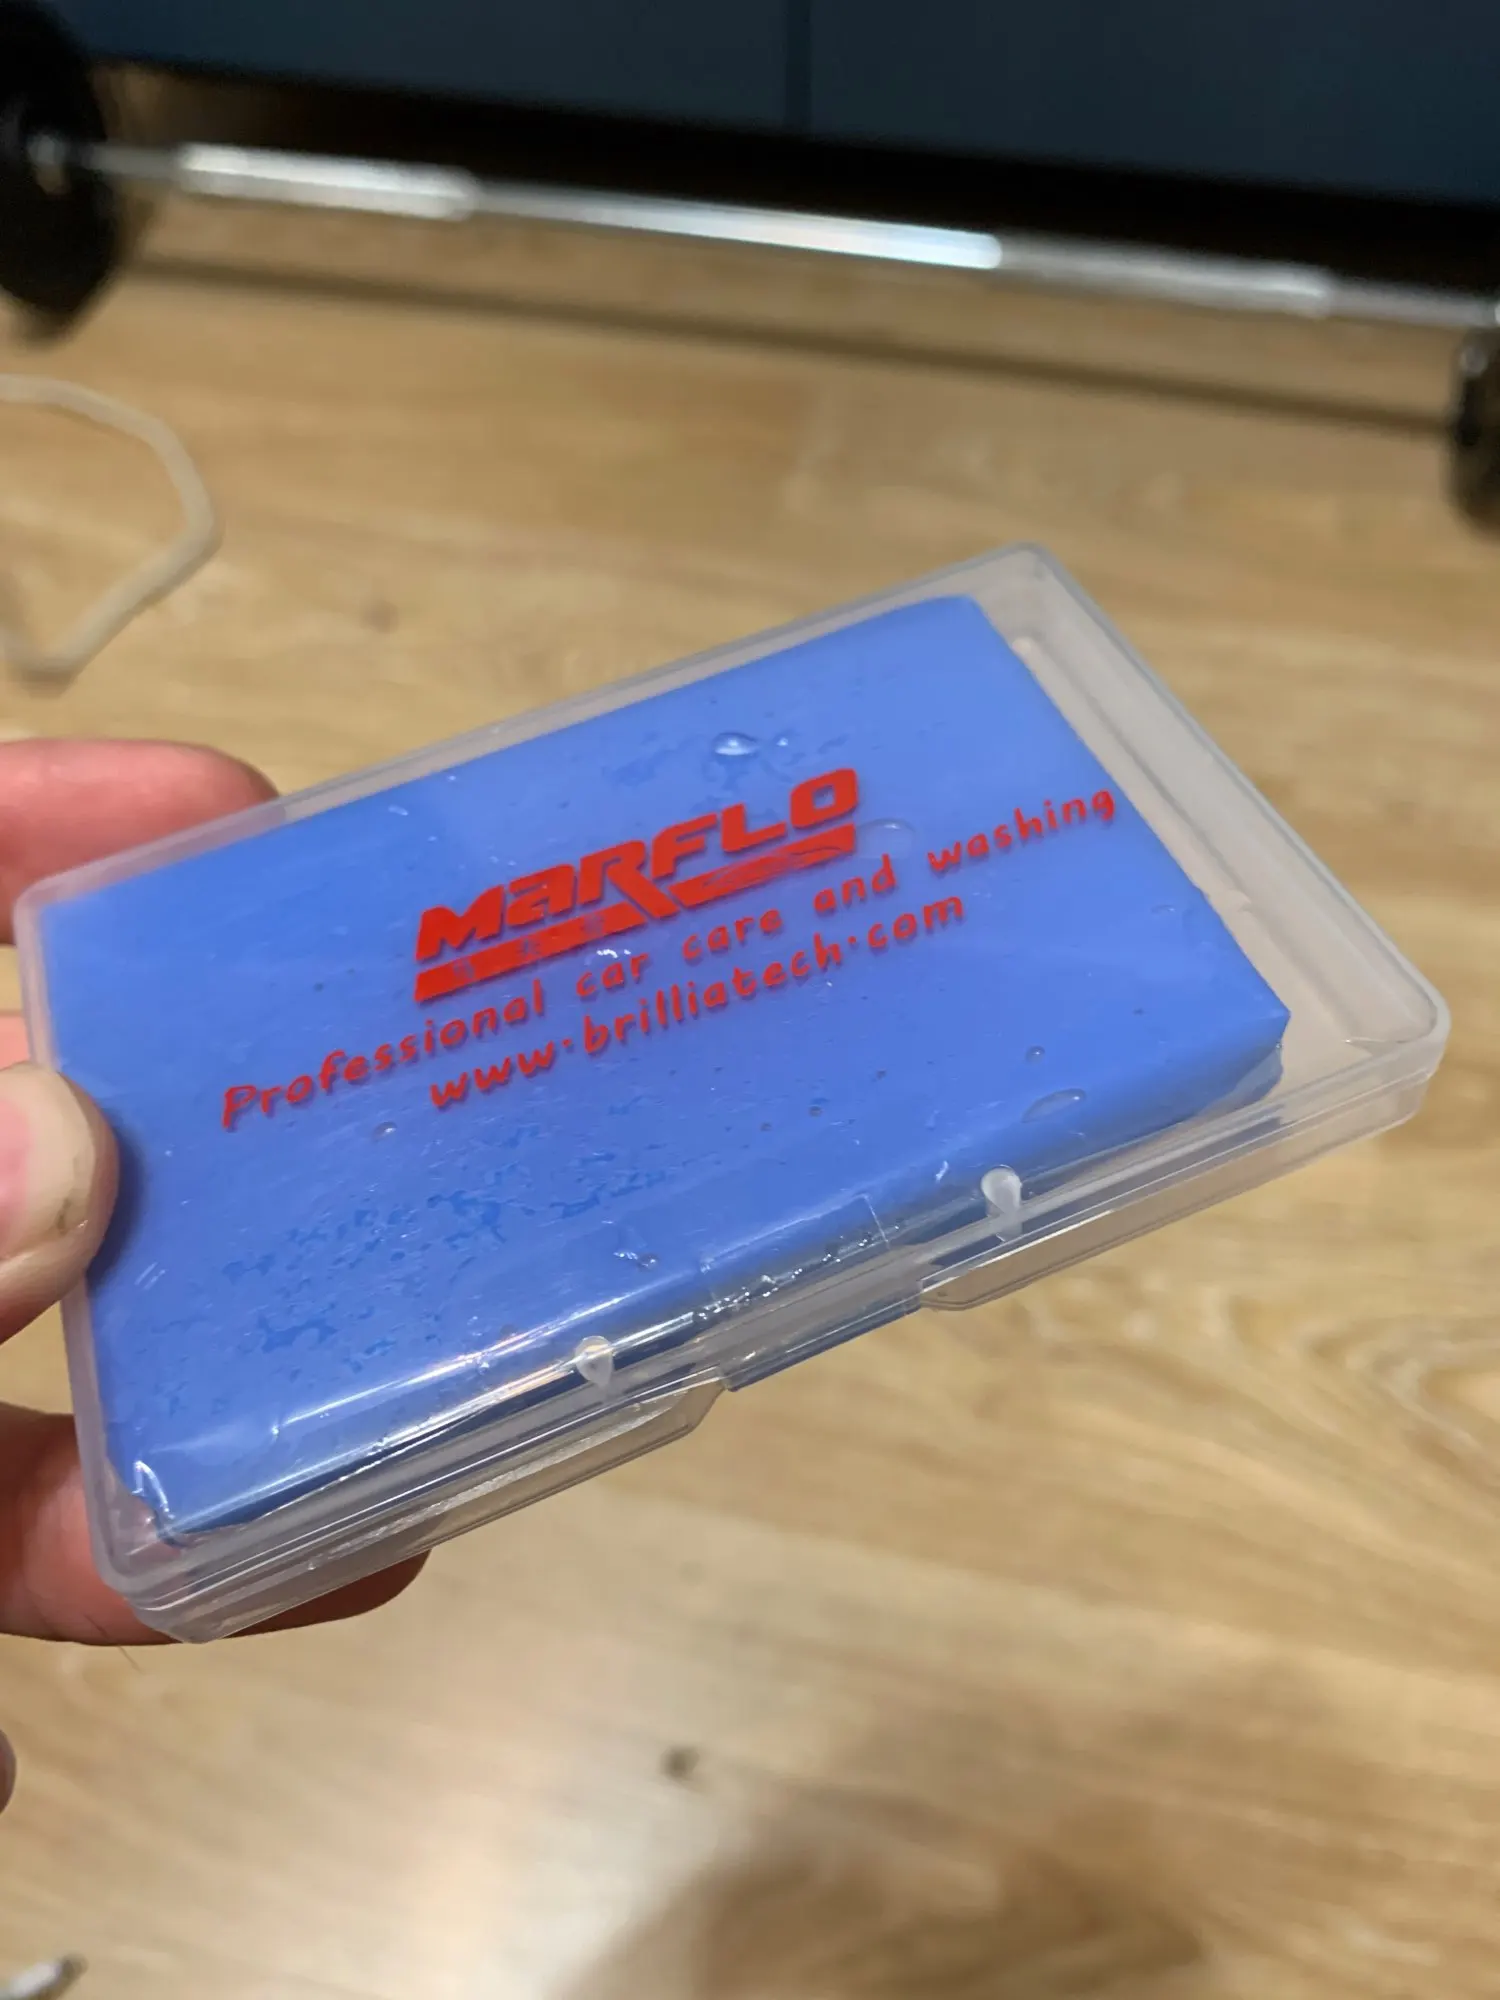 MARFLO
Professional car care and washing
www.brilliatech.com